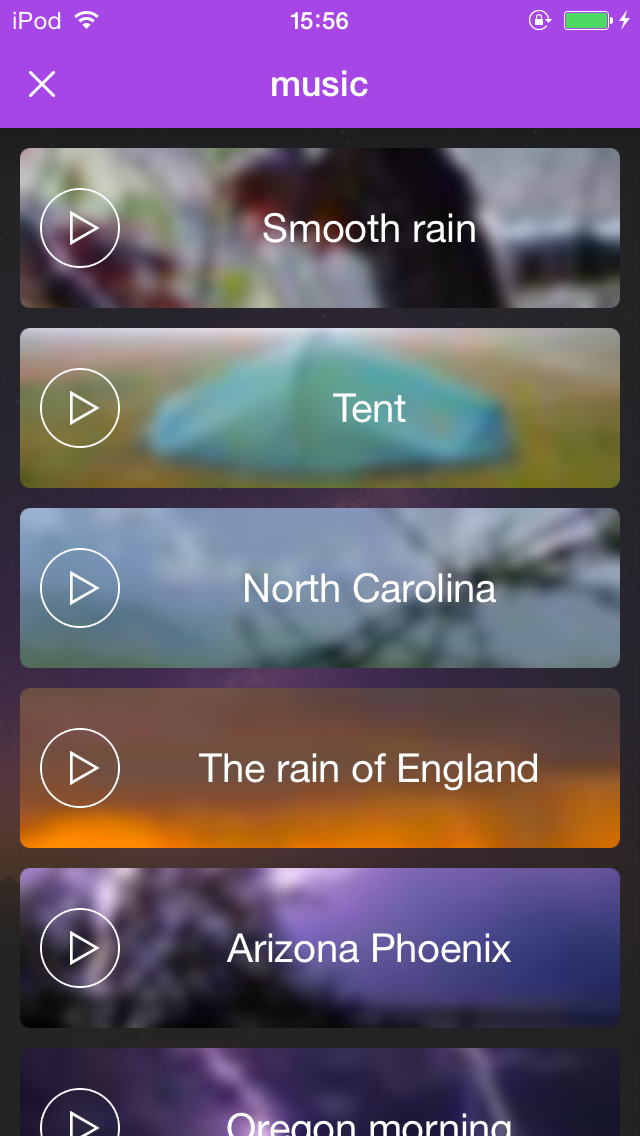 iPod 15:56
music
Smooth rain
Tent
North Carolina
The rain of England
Arizona Phoenix
Oregon morning